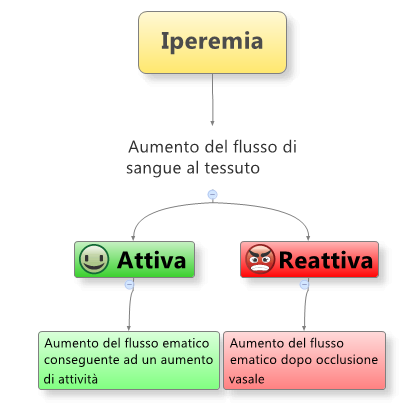 Iperemia
Aumento del flusso di
sangue al tessuto
Attiva
Reattiva
Aumento del flusso ematico
conseguente ad un aumento
di attività
Aumento del flusso
ematico dopo occlusione
vasale